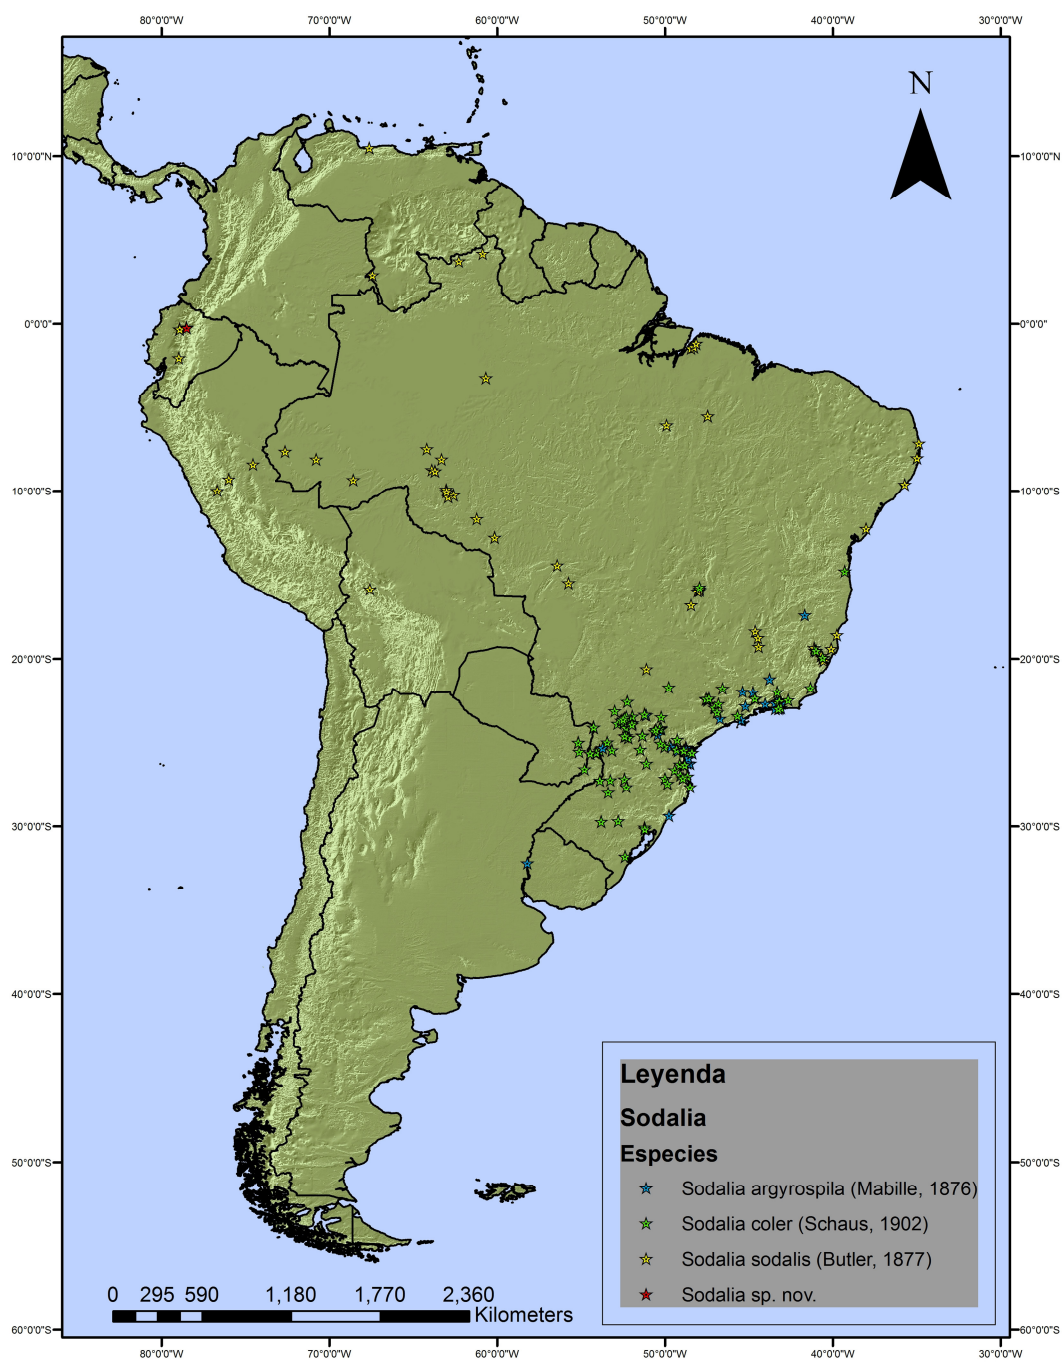 80°0'0"W 70°0'0"W 60°0'0"W 50°0'0"W 40°0'0"W 30°0'0"W
N
10°0'0"N 10°0'0"N
0°0'0" 0°0'0"
10°0'0"S 10°0'0"S
20°0'0"S 20°0'0"S
30°0'0"S 30°0'0"S
40°0'0"S 40°0'0"S
Leyenda
Sodalia
Especies
50°0'0"S 50°0'0"S
Sodalia argyrospila (Mabille, 1876)
Sodalia coler (Schaus, 1902)
Sodalia sodalis (Butler, 1877)
Sodalia sp. nov.
0 295 590 1,180 1,770 2,360
Kilometers
60°0'0"S 60°0'0"S
80°0'0"W 70°0'0"W 60°0'0"W 50°0'0"W 40°0'0"W 30°0'0"W